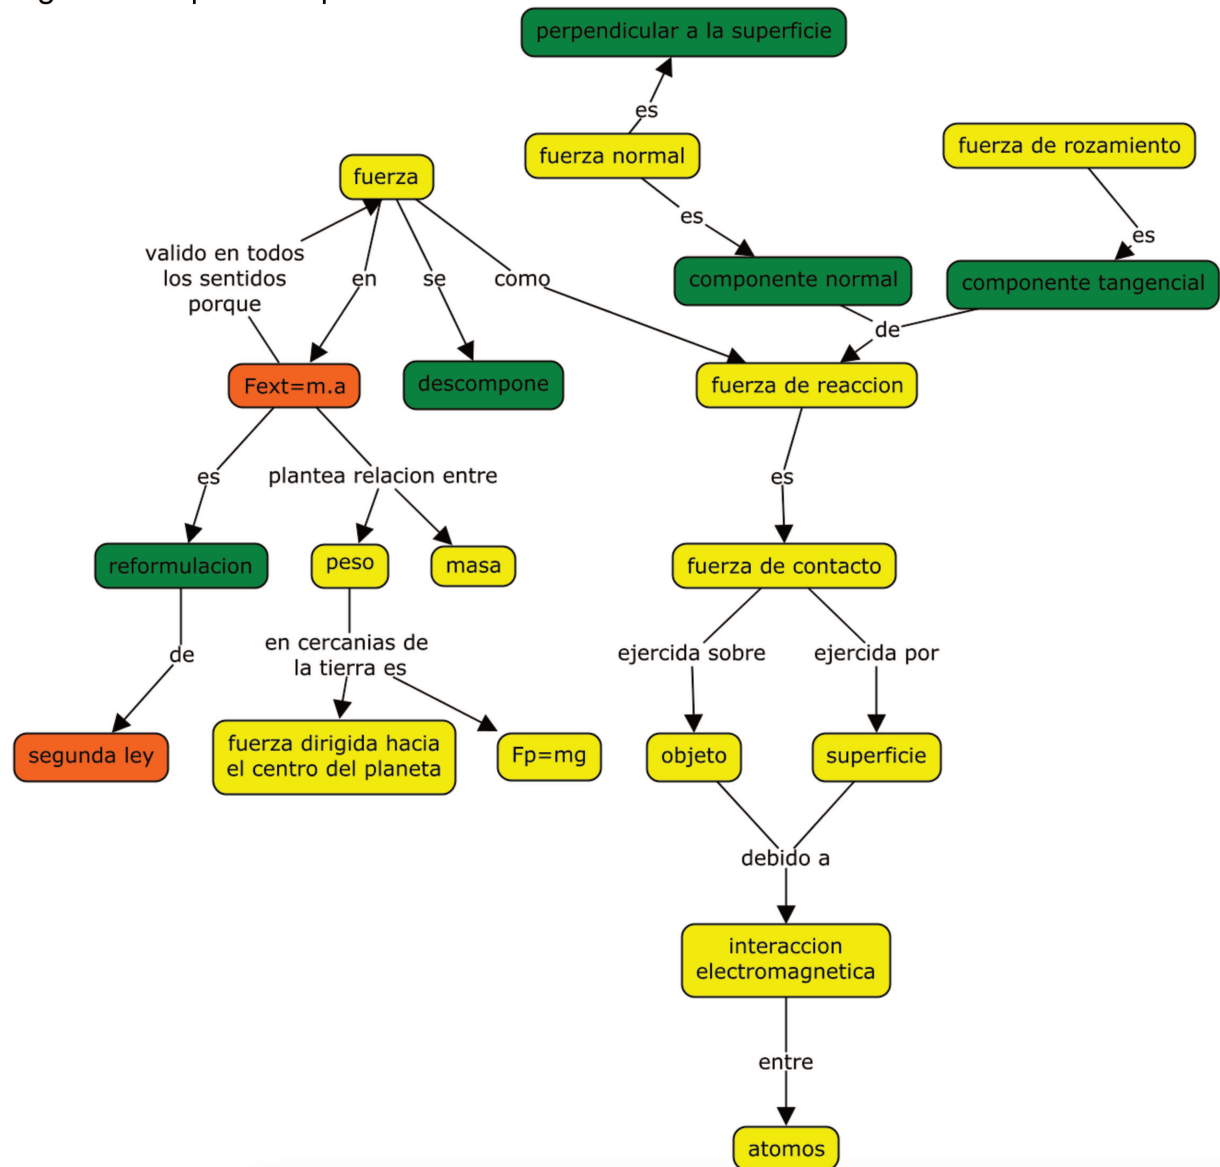 perpendicular a la superficie
es
fuerza normal
fuerza de rozamiento
fuerza
es
es
valido en todos
los sentidos
porque
en
se
como
componente normal
componente tangencial
de
Fext=m.a
descompone
fuerza de reaccion
es
plantea relacion entre
es
reformulacion
peso
masa
fuerza de contacto
de
en cercanias de
la tierra es
ejercida sobre
ejercida por
segunda ley
fuerza dirigida hacia
el centro del planeta
Fp=mg
objeto
superficie
debido a
interaccion
electromagnetica
entre
atomos